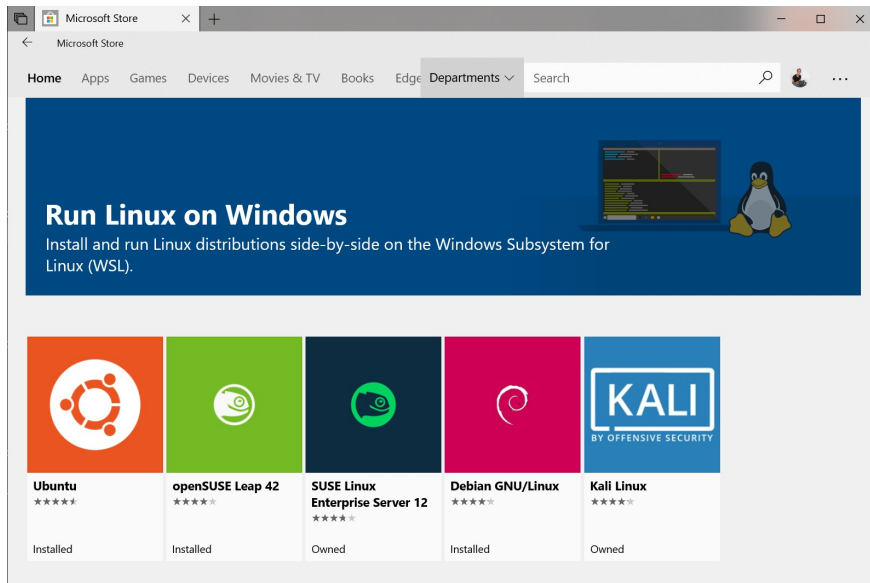 Microsoft Store
Microsoft Store
Home Apps Games Devices Movies & TV Books Edge Departments Search
Run Linux on Windows
Install and run Linux distributions side-by-side on the Windows Subsystem for
Linux (WSL).
KALI
BY OFFENSIVE SECURITY
Ubuntu
Installed
openSUSE Leap 42
Installed
SUSE Linux
Enterprise Server 12
Owned
Debian GNU/Linux
Installed
Kali Linux
Owned